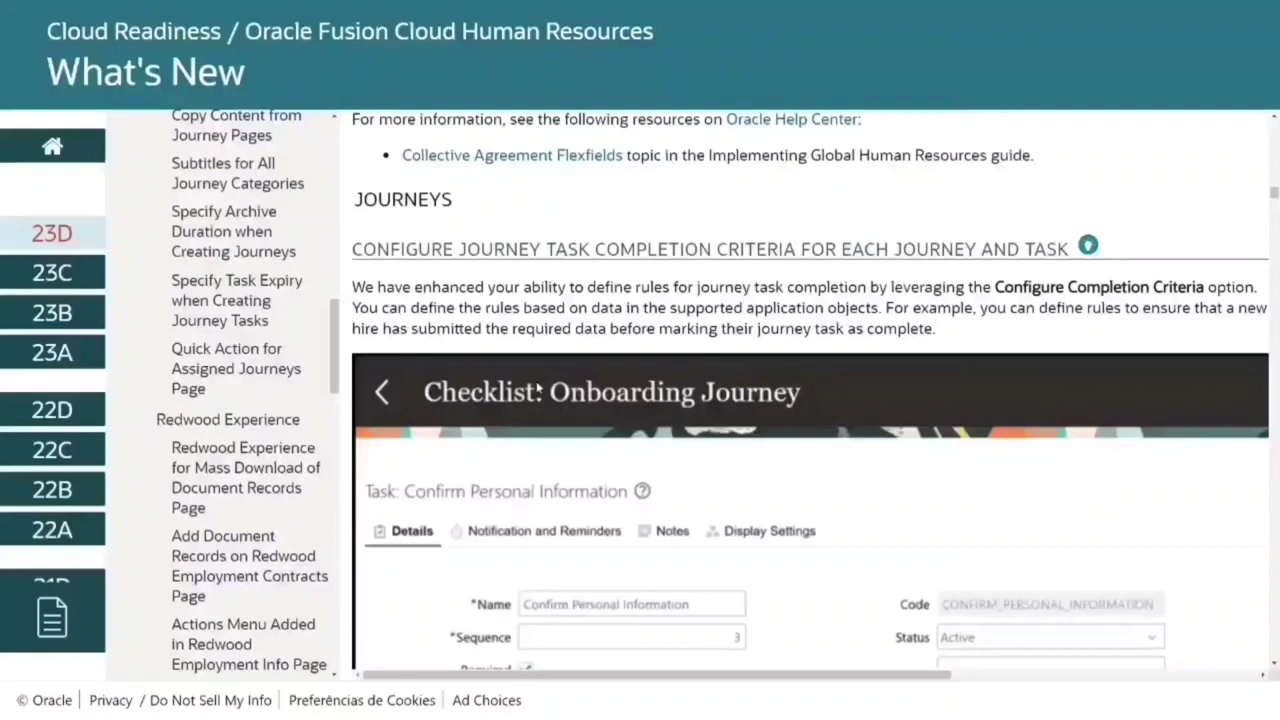 Cloud Readiness / Oracle Fusion Cloud Human Resources
What's New
23D
23C
23B
23A
22D
22C
22B
22A
Copy Content from
Journey Pages
Subtitles for All
Journey Categories
Specify Archive
Duration when
Creating Journeys
Specify Task Expiry
when Creating
Journey Tasks
Quick Action for
Assigned Journeys
Page
Redwood Experience
Redwood Experience
for Mass Download of
Document Records
Page
Add Document
Records on Redwood
Employment Contracts
Page
Actions Menu Added
in Redwood
Employment Info Page
For more information, see the following resources on Oracle Help Center:
• Collective Agreement Flexfields topic in the Implementing Global Human Resources guide.
JOURNEYS
CONFIGURE JOURNEY TASK COMPLETION CRITERIA FOR EACH JOURNEY AND TASK
We have enhanced your ability to define rules for journey task completion by leveraging the Configure Completion Criteria option.
You can define the rules based on data in the supported application objects. For example, you can define rules to ensure that a new
hire has submitted the required data before marking their journey task as complete.
Checklist: Onboarding Journey
Task: Confirm Personal Information
Details Notification and Reminders Notes Display Settings
*Name Confirm Personal Information
Code CONFIRM_PERSONAL_INFORMATION
*Sequence 3
Status Active
© Oracle | Privacy / Do Not Sell My Info | Preferências de Cookies | Ad Choices